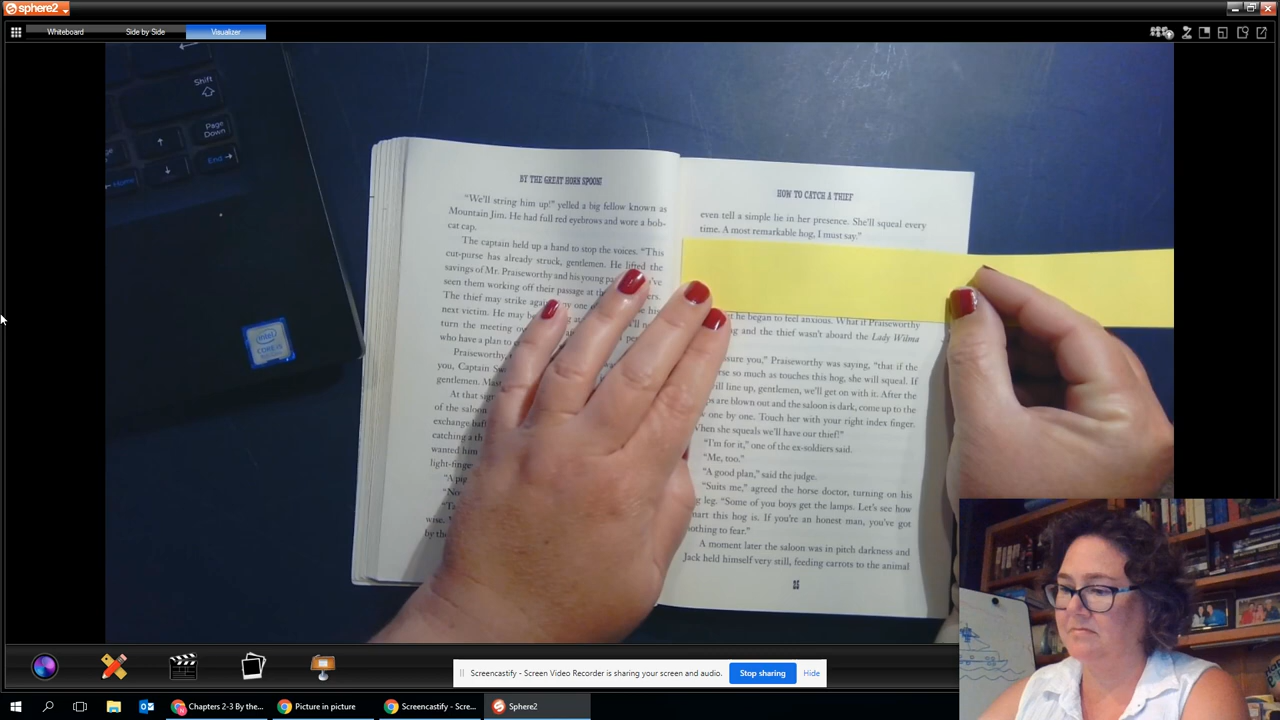 sphere2
Whiteboard
Side by Side
Visualizer
Shift
Page
Down
End
Home
intel
CORE i5
BY THE GREAT HORN SPOON!
"We'll string him up!" yelled a big fellow known as
Mountain Jim. He had full red eyebrows and wore a bob-
cat cap.
The captain held up a hand to stop the voices. "This
cut-purse has already struck, gentlemen. He lifted the
savings of Mr. Praiseworthy and his young
seen them working off their passage at the
The thief may strike
next victim. He may be
turn the meeting
who have a plan to
Praiseworthy,
you, Captain
gentlemen.
At that
of the saloon
exchange
catching a th
wanted him
light-finge
"A pig
"No
"Ta
wise.
by the
HOW TO CATCH A THIEF
even tell a simple lie in her presence. She'll squeal every
time. A most remarkable hog, I must say."
he began to feel anxious. What if Praiseworthy
and the thief wasn't aboard the Lady Wilma
sure you," Praiseworthy was saying, "that if the
so much as touches this hog, she will squeal. If
will line up, gentlemen, we'll get on with it. After the
are blown out and the saloon is dark, come up to the
one by one. Touch her with your right index finger.
When she squeals we'll have our thief!"
"I'm for it," one of the ex-soldiers said.
"Me, too."
"A good plan," said the judge.
"Suits me," agreed the horse doctor, turning on his
leg. "Some of you boys get the lamps. Let's see how
smart this hog is. If you're an honest man, you've got
nothing to fear."
A moment later the saloon was in pitch darkness and
Jack held himself very still, feeding carrots to the animal
Screencastify - Screen Video Recorder is sharing your screen and audio.
Stop sharing
Hide
Chapters 2-3 By the...
Picture in picture
Screencastify - Scre...
Sphere2